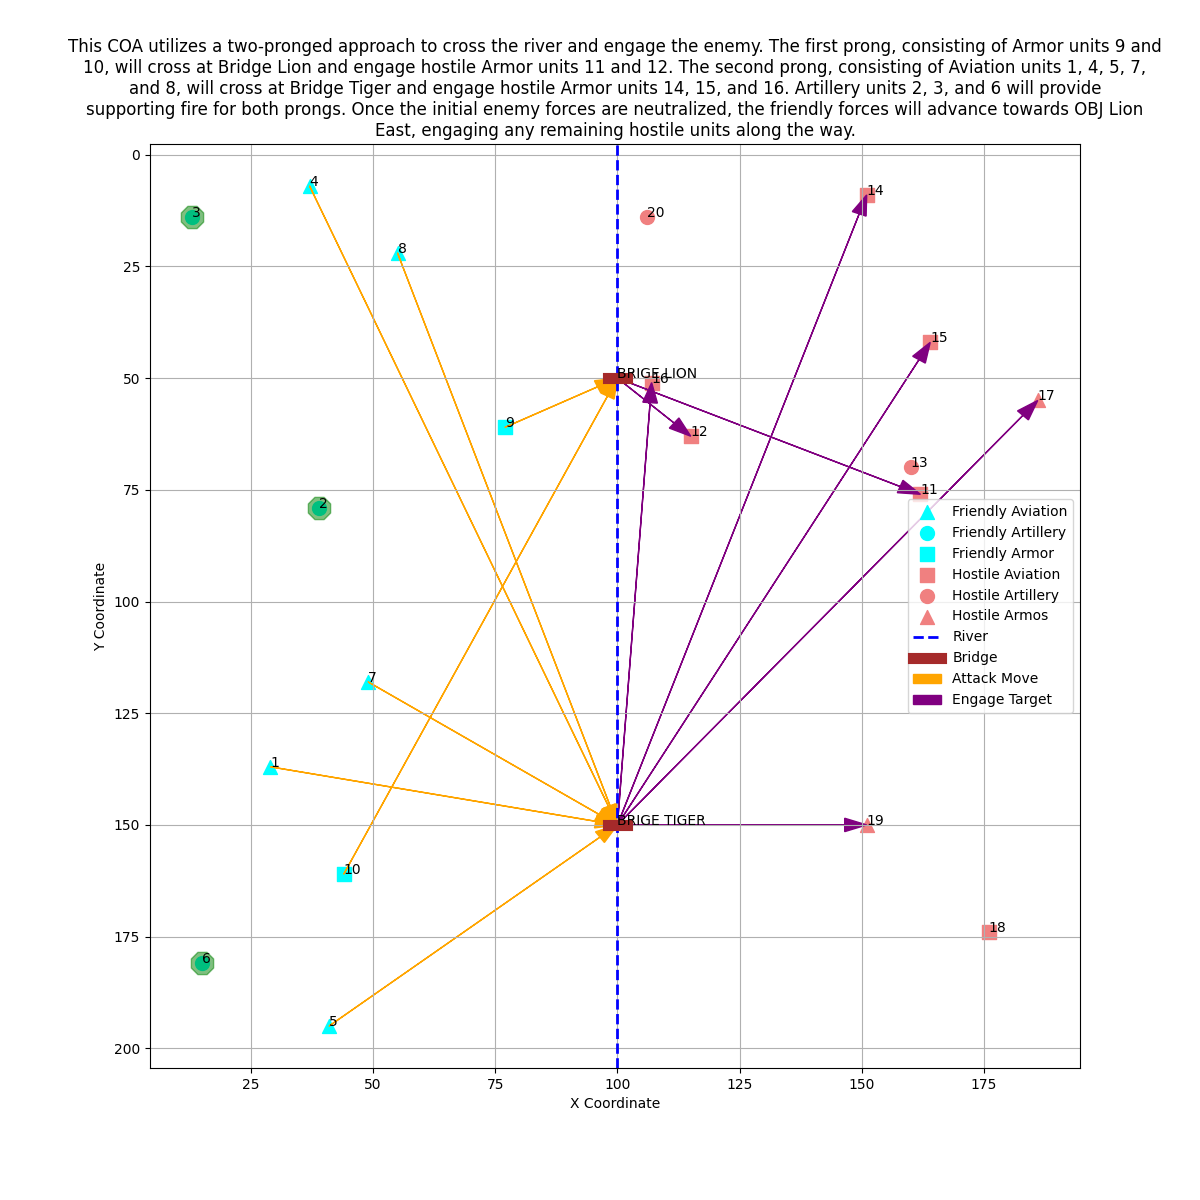 This COA utilizes a two-pronged approach to cross the river and engage the enemy. The first prong, consisting of Armor units 9 and
10, will cross at Bridge Lion and engage hostile Armor units 11 and 12. The second prong, consisting of Aviation units 1, 4, 5, 7,
and 8, will cross at Bridge Tiger and engage hostile Armor units 14, 15, and 16. Artillery units 2, 3, and 6 will provide
supporting fire for both prongs. Once the initial enemy forces are neutralized, the friendly forces will advance towards OBJ Lion
East, engaging any remaining hostile units along the way.
0
25
50
75
100
125
150
175
200
Y Coordinate
4
3
8
14
20
15
BRIGE LION
16
17
9
12
13
11
2
7
1
BRIGE TIGER
19
10
18
6
5
Friendly Aviation
Friendly Artillery
Friendly Armor
Hostile Aviation
Hostile Artillery
Hostile Armos
River
Bridge
Attack Move
Engage Target
25
50
75
100
125
150
175
X Coordinate